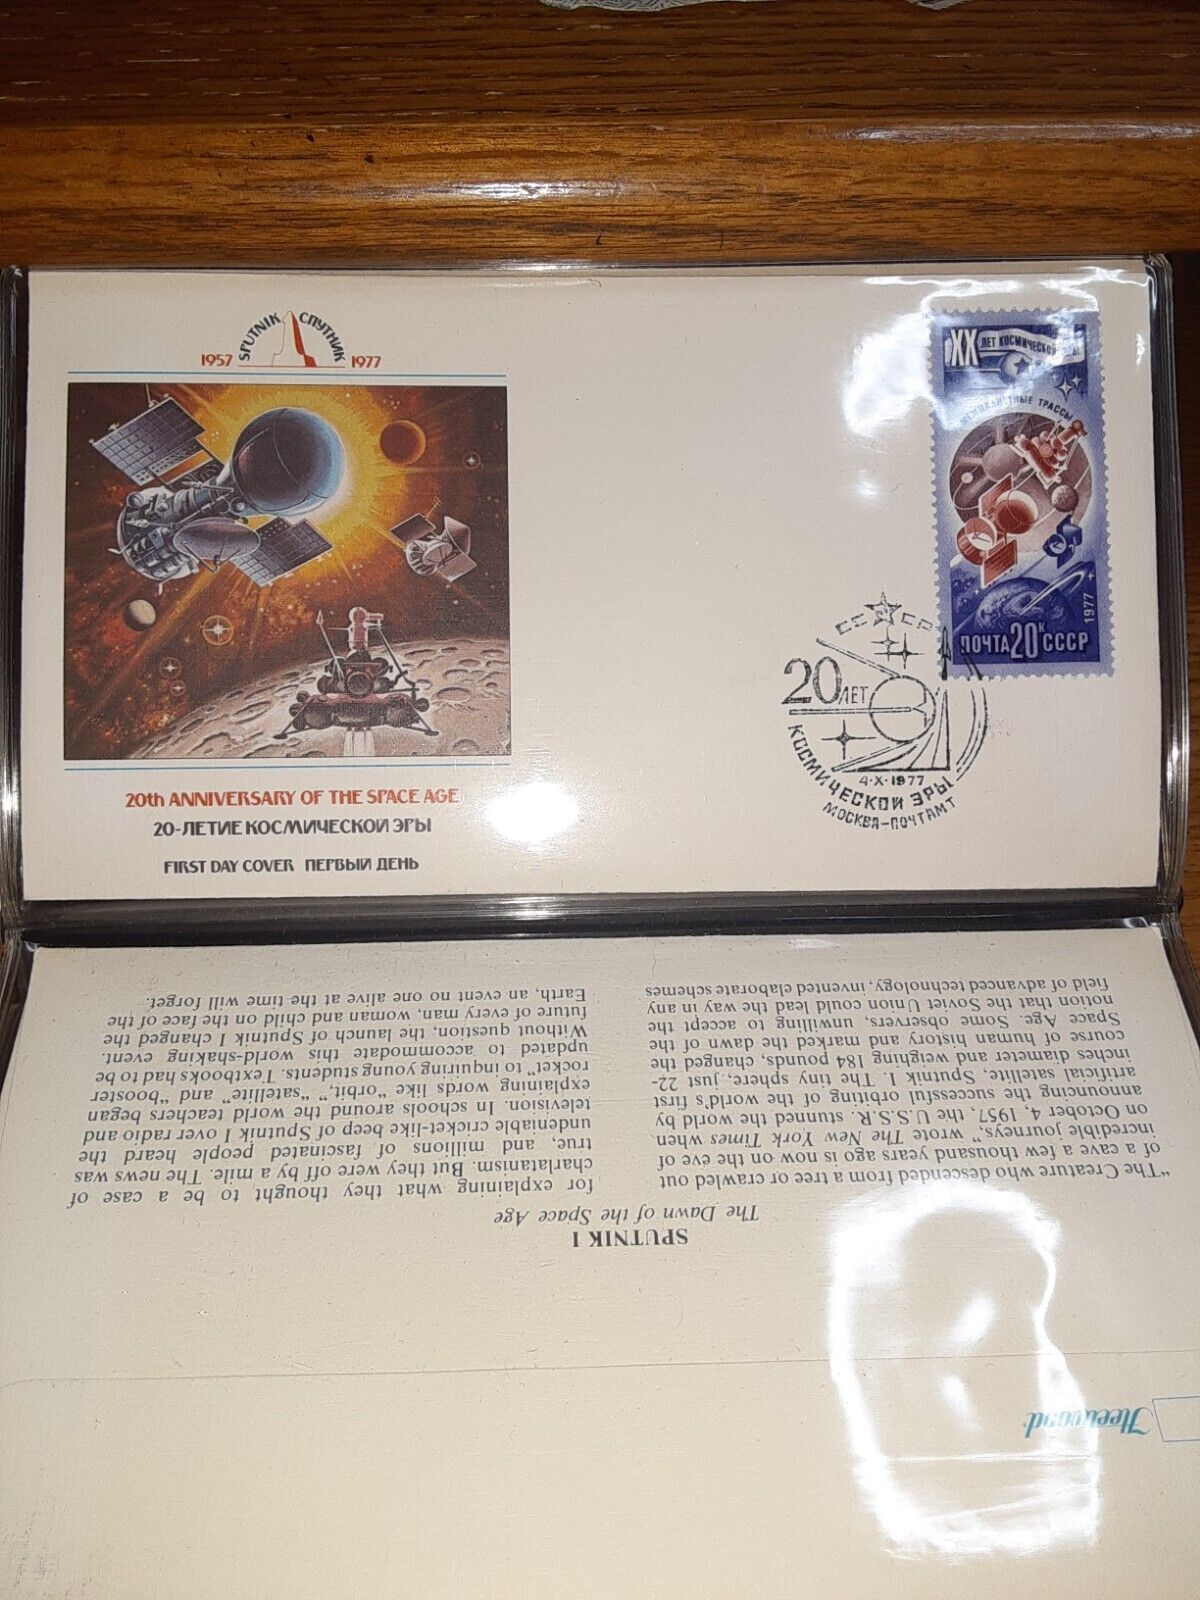 SPUTNIK СПУТНИК
1957 1977
20th ANNIVERSARY OF THE SPACE AGE
20-ЛЕТИЕ КОСМИЧЕСКОЙ ЭРЫ
FIRST DAY COVER ПЕРВЫЙ ДЕНЬ
XX ЛЕТ КОСМИЧЕСКОЙ ЭРЫ
МЕЖПЛАНЕТНЫЕ ТРАССЫ
1977
ПОЧТА 20К СССР
СССР
20 ЛЕТ
4·X·1977
КОСМИЧЕСКОЙ ЭРЫ
МОСКВА-ПОЧТАМТ
Fleetwood
SPUTNIK I
The Dawn of the Space Age
“The Creature who descended from a tree or crawled out
of a cave a few thousand years ago is now on the eve of
incredible journeys,” wrote The New York Times when
on October 4, 1957, the U.S.S.R. stunned the world by
announcing the successful orbiting of the world's first
artificial satellite, Sputnik I. The tiny sphere, just 22-
inches diameter and weighing 184 pounds, changed the
course of human history and marked the dawn of the
Space Age. Some observers, unwilling to accept the
notion that the Soviet Union could lead the way in any
field of advanced technology, invented elaborate schemes
for explaining what they thought to be a case of
charlatanism. But they were off by a mile. The news was
true, and millions of fascinated people heard the
undeniable cricket-like beep of Sputnik I over radio and
television. In schools around the world teachers began
explaining words like “orbit,” “satellite” and “booster
rocket” to inquiring young students. Textbooks had to be
updated to accommodate this world-shaking event.
Without question, the launch of Sputnik I changed the
future of every man, woman and child on the face of the
Earth, an event no one alive at the time will forget.